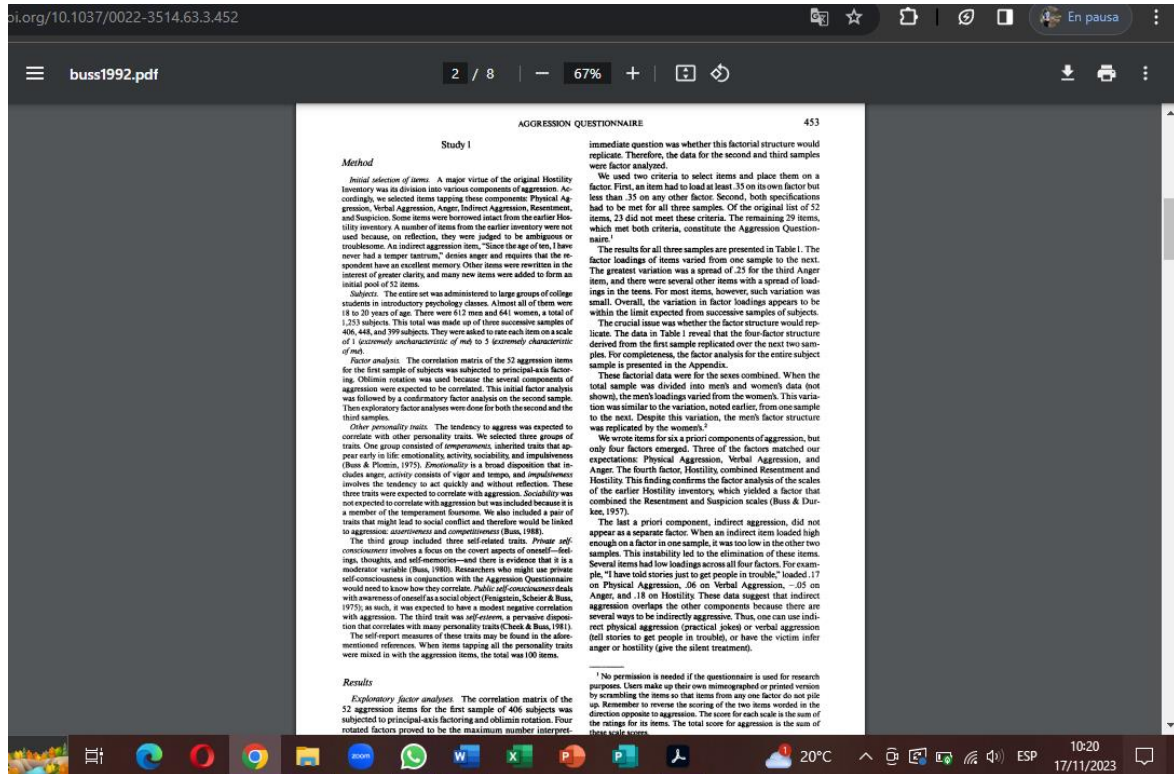 oi.org/10.1037/0022-3514.63.3.452
En pausa
buss1992.pdf
2 / 8
67%
AGGRESSION QUESTIONNAIRE
453
Study 1
Method
Initial selection of items. A major virtue of the original Hostility
Inventory was its division into various components of aggression. Ac-
cordingly, we selected items tapping these components: Physical Ag-
gression, Verbal Aggression, Anger, Indirect Aggression, Resentment,
and Suspicion. Some items were borrowed intact from the earlier Hos-
tility inventory. A number of items from the earlier inventory were not
used because, on reflection, they were judged to be ambiguous or
troublesome. An indirect aggression item, "Since the age of ten, I have
never had a temper tantrum," denies anger and requires that the re-
spondent have an excellent memory. Other items were rewritten in the
interest of greater clarity, and many new items were added to form an
initial pool of 52 items.
Subjects. The entire set was administered to large groups of college
students in introductory psychology classes. Almost all of them were
18 to 20 years of age. There were 612 men and 641 women, a total of
1,253 subjects. This total was made up of three successive samples of
406, 448, and 399 subjects. They were asked to rate each item on a scale
of 1 (extremely uncharacteristic of me) to 5 (extremely characteristic
of me).
Factor analysis. The correlation matrix of the 52 aggression items
for the first sample of subjects was subjected to principal-axis factor-
ing. Oblimin rotation was used because the several components of
aggression were expected to be correlated. This initial factor analysis
was followed by a confirmatory factor analysis on the second sample.
Then exploratory factor analyses were done for both the second and the
third samples.
Other personality traits. The tendency to aggress was expected to
correlate with other personality traits. We selected three groups of
traits. One group consisted of temperaments, inherited traits that ap-
pear early in life: emotionality, activity, sociability, and impulsiveness
(Buss & Plomin, 1975). Emotionality is a broad disposition that in-
cludes anger, activity consists of vigor and tempo, and impulsiveness
involves the tendency to act quickly and without reflection. These
three traits were expected to correlate with aggression. Sociability was
not expected to correlate with aggression but was included because it is
a member of the temperament foursome. We also included a pair of
traits that might lead to social conflict and therefore would be linked
to aggression: assertiveness and competitiveness (Buss, 1988).
The third group included three self-related traits. Private self-
consciousness involves a focus on the covert aspects of oneself—feel-
ings, thoughts, and self-memories—and there is evidence that it is a
moderator variable (Buss, 1980). Researchers who might use private
self-consciousness in conjunction with the Aggression Questionnaire
would need to know how they correlate. Public self-consciousness deals
with awareness of oneself as a social object (Fenigstein, Scheier & Buss,
1975); as such, it was expected to have a modest negative correlation
with aggression. The third trait was self-esteem, a pervasive disposi-
tion that correlates with many personality traits (Cheek & Buss, 1981).
The self-report measures of these traits may be found in the afore-
mentioned references. When items tapping all the personality traits
were mixed in with the aggression items, the total was 100 items.
Results
Exploratory factor analyses. The correlation matrix of the
52 aggression items for the first sample of 406 subjects was
subjected to principal-axis factoring and oblimin rotation. Four
rotated factors proved to be the maximum number interpret-
immediate question was whether this factorial structure would
replicate. Therefore, the data for the second and third samples
were factor analyzed.
We used two criteria to select items and place them on a
factor. First, an item had to load at least .35 on its own factor but
less than .35 on any other factor. Second, both specifications
had to be met for all three samples. Of the original list of 52
items, 23 did not meet these criteria. The remaining 29 items,
which met both criteria, constitute the Aggression Question-
naire.¹
The results for all three samples are presented in Table 1. The
factor loadings of items varied from one sample to the next.
The greatest variation was a spread of .25 for the third Anger
item, and there were several other items with a spread of load-
ings in the teens. For most items, however, such variation was
small. Overall, the variation in factor loadings appears to be
within the limit expected from successive samples of subjects.
The crucial issue was whether the factor structure would rep-
licate. The data in Table 1 reveal that the four-factor structure
derived from the first sample replicated over the next two sam-
ples. For completeness, the factor analysis for the entire subject
sample is presented in the Appendix.
These factorial data were for the sexes combined. When the
total sample was divided into men's and women's data (not
shown), the men's loadings varied from the women's. This varia-
tion was similar to the variation, noted earlier, from one sample
to the next. Despite this variation, the men's factor structure
was replicated by the women's.²
We wrote items for six a priori components of aggression, but
only four factors emerged. Three of the factors matched our
expectations: Physical Aggression, Verbal Aggression, and
Anger. The fourth factor, Hostility, combined Resentment and
Hostility. This finding confirms the factor analysis of the scales
of the earlier Hostility inventory, which yielded a factor that
combined the Resentment and Suspicion scales (Buss & Dur-
kee, 1957).
The last a priori component, indirect aggression, did not
appear as a separate factor. When an indirect item loaded high
enough on a factor in one sample, it was too low in the other two
samples. This instability led to the elimination of these items.
Several items had low loadings across all four factors. For exam-
ple, "I have told stories just to get people in trouble," loaded .17
on Physical Aggression, .06 on Verbal Aggression, −.05 on
Anger, and .18 on Hostility. These data suggest that indirect
aggression overlaps the other components because there are
several ways to be indirectly aggressive. Thus, one can use indi-
rect physical aggression (practical jokes) or verbal aggression
(tell stories to get people in trouble), or have the victim infer
anger or hostility (give the silent treatment).
¹ No permission is needed if the questionnaire is used for research
purposes. Users make up their own mimeographed or printed version
by scrambling the items so that items from any one factor do not pile
up. Remember to reverse the scoring of the two items worded in the
direction opposite to aggression. The score for each scale is the sum of
the ratings for its items. The total score for aggression is the sum of
these scale scores.
zoom
20°C
ESP
10:20
17/11/2023